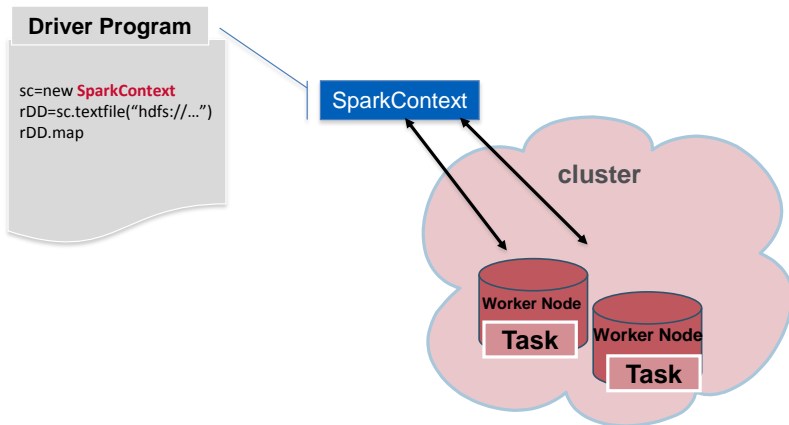 Driver Program
sc=new SparkContext
rDD=sc.textfile(“hdfs://…”)
rDD.map
SparkContext
cluster
Worker Node
Task
Worker Node
Task